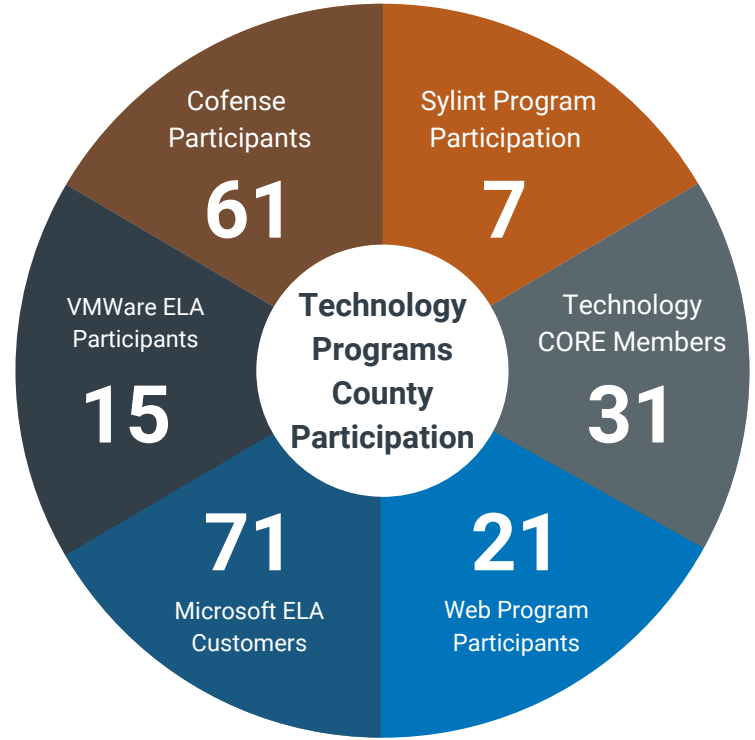 Cofense
Participants
61
Sylint Program
Participation
7
VMWare ELA
Participants
15
Technology
Programs
County
Participation
Technology
CORE Members
31
71
Microsoft ELA
Customers
21
Web Program
Participants